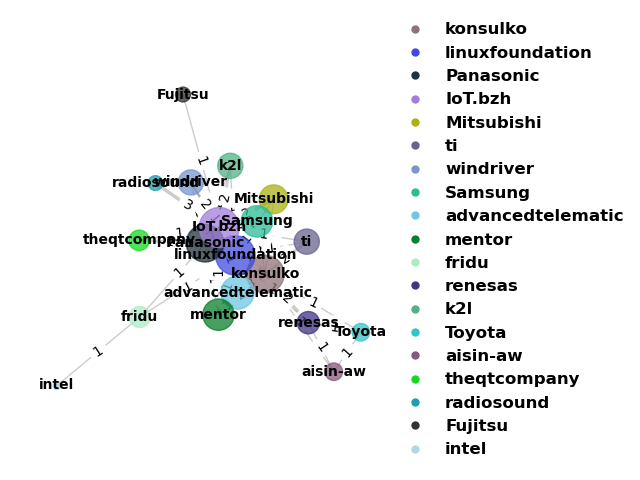 Fujitsu
1
k2l
radiosound
windriver
Mitsubishi
3
2
2
Samsung
IoT.bzh
theqtcompany
1
Panasonic
1
ti
linuxfoundation
konsulko
1
1
advancedtelematic
fridu
mentor
2
1
renesas
Toyota
1
1
1
aisin-aw
intel
konsulko
linuxfoundation
Panasonic
IoT.bzh
Mitsubishi
ti
windriver
Samsung
advancedtelematic
mentor
fridu
renesas
k2l
Toyota
aisin-aw
theqtcompany
radiosound
Fujitsu
intel